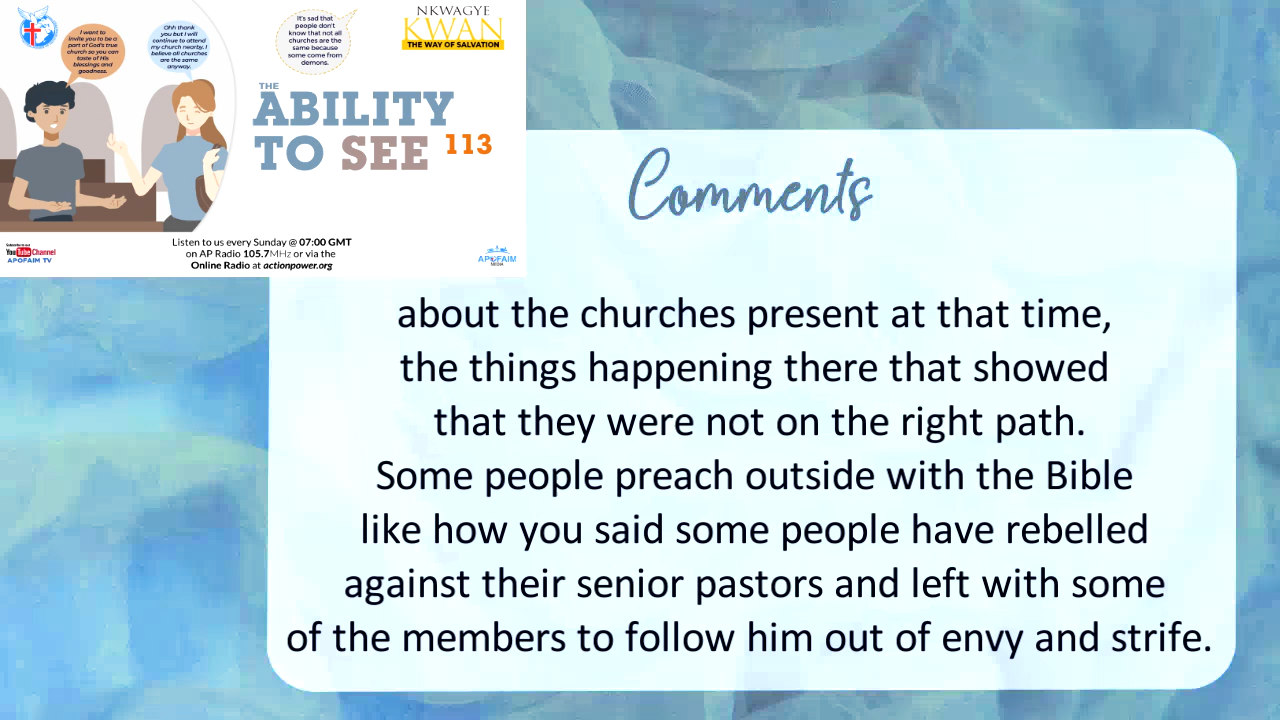 I want to
invite you to be a
part of God's true
church so you can
taste of His
blessings and
goodness.
Ohh thank
you but I will
continue to attend
my church nearby. I
believe all churches
are the same
anyway.
It's sad that
people don't
know that not all
churches are the
same because
some come from
demons.
NKWAGYE
KWAN
THE WAY OF SALVATION
THE
ABILITY
TO SEE 113
Listen to us every Sunday @ 07:00 GMT
on AP Radio 105.7MHz or via the
Online Radio at actionpower.org
Subscribe to our
YouTube Channel
APOFAIM TV
APOFAIM
MEDIA
Comments
about the churches present at that time,
the things happening there that showed
that they were not on the right path.
Some people preach outside with the Bible
like how you said some people have rebelled
against their senior pastors and left with some
of the members to follow him out of envy and strife.